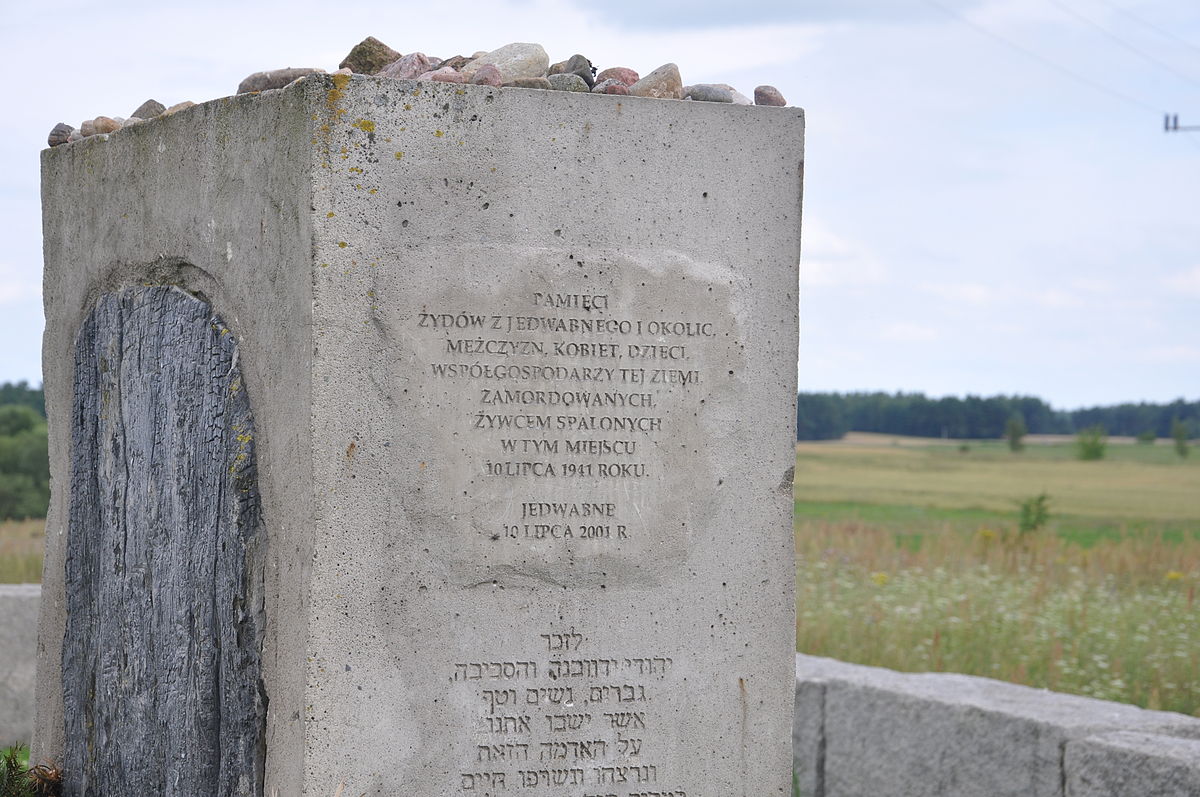 PAMIĘCI
ŻYDÓW Z JEDWABNEGO I OKOLIC,
MĘŻCZYZN, KOBIET, DZIECI,
WSPÓŁGOSPODARZY TEJ ZIEMI,
ZAMORDOWANYCH,
ŻYWCEM SPALONYCH
W TYM MIEJSCU
10 LIPCA 1941 ROKU.
JEDWABNE
10 LIPCA 2001 R.
לזכר
יהודי ידוובנה והסביבה,
גברים, נשים וטף
אשר ישבו אתנו
על האדמה הזאת
ונרצחו ונשרפו חיים